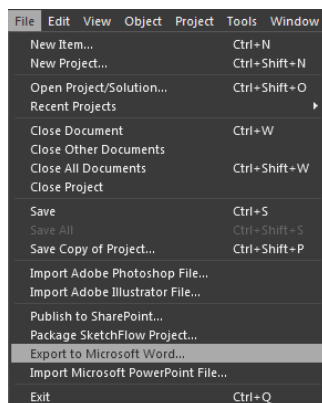 File Edit View Object Project Tools Window
New Item... Ctrl+N
New Project... Ctrl+Shift+N
Open Project/Solution... Ctrl+Shift+O
Recent Projects
Close Document Ctrl+W
Close Other Documents
Close All Documents Ctrl+Shift+W
Close Project
Save Ctrl+S
Save All Ctrl+Shift+S
Save Copy of Project... Ctrl+Shift+P
Import Adobe Photoshop File...
Import Adobe Illustrator File...
Publish to SharePoint...
Package SketchFlow Project...
Export to Microsoft Word...
Import Microsoft PowerPoint File...
Exit Ctrl+Q